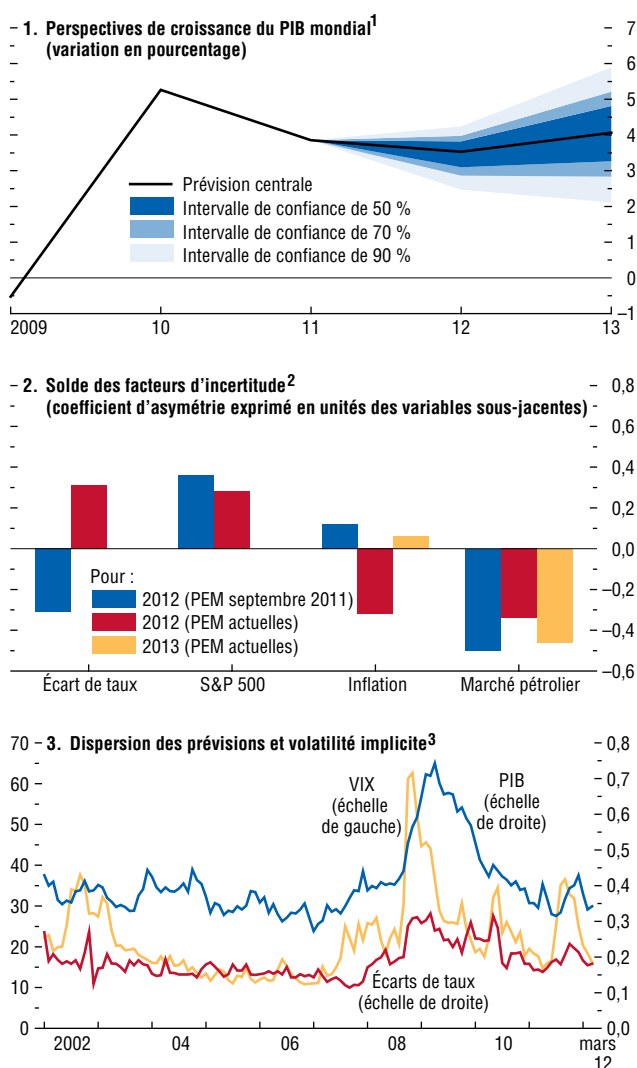 1. Perspectives de croissance du PIB mondial1
(variation en pourcentage)
7
6
5
4
3
2
1
0
–1
Prévision centrale
Intervalle de confiance de 50 %
Intervalle de confiance de 70 %
Intervalle de confiance de 90 %
2009 10 11 12 13
2. Solde des facteurs d'incertitude2
(coefficient d'asymétrie exprimé en unités des variables sous-jacentes)
0,8
0,6
0,4
0,2
0,0
–0,2
–0,4
–0,6
Pour :
2012 (PEM septembre 2011)
2012 (PEM actuelles)
2013 (PEM actuelles)
Écart de taux S&P 500 Inflation Marché pétrolier
3. Dispersion des prévisions et volatilité implicite3
70
60
50
40
30
20
10
0
VIX
(échelle
de gauche)
PIB
(échelle
de droite)
Écarts de taux
(échelle de droite)
0,8
0,7
0,6
0,5
0,4
0,3
0,2
0,1
0,0
2002 04 06 08 10 mars
12